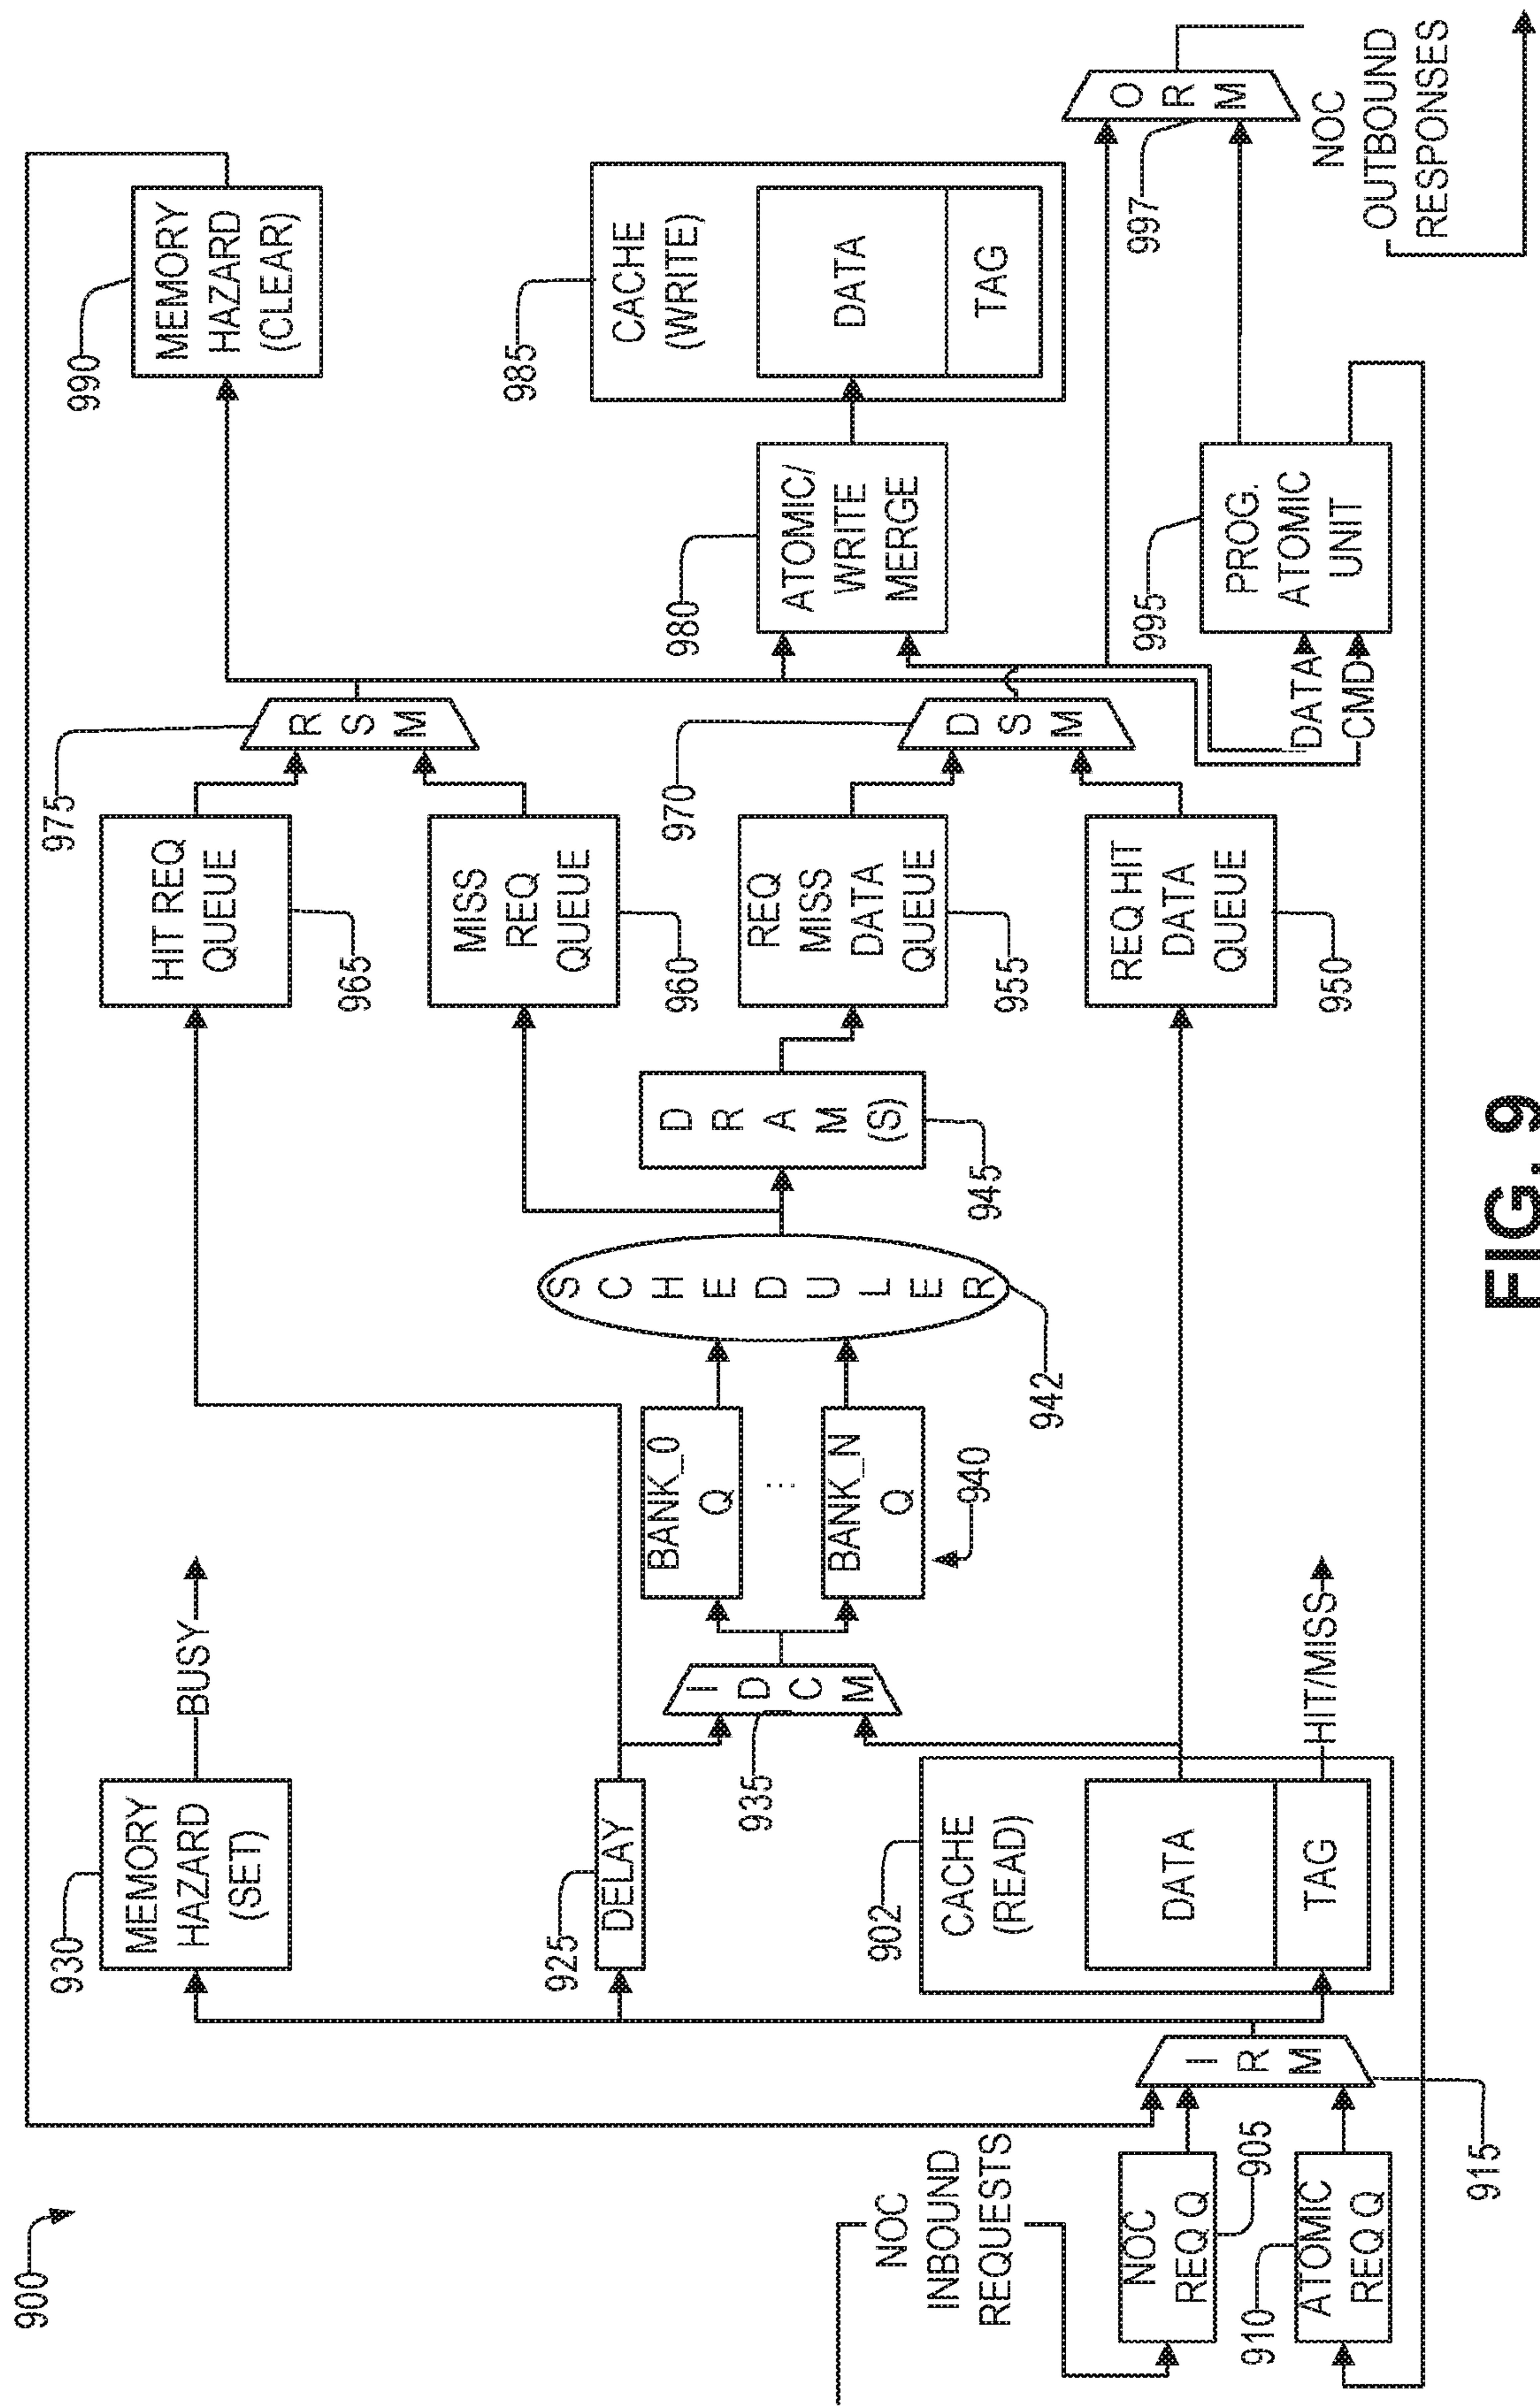 900
930
MEMORY
HAZARD
(SET)
BUSY
990
MEMORY
HAZARD
(CLEAR)
975
HIT REQ
QUEUE
965
R
S
M
MISS
REQ
QUEUE
960
925
DELAY
935
I
D
C
M
BANK_0
Q
⋮
BANK_N
Q
940
S
C
H
E
D
U
L
E
R
942
D
R
A
M
(S)
945
970
REQ
MISS
DATA
QUEUE
955
D
S
M
REQ HIT
DATA
QUEUE
950
980
ATOMIC/
WRITE
MERGE
985
CACHE
(WRITE)
DATA
TAG
902
CACHE
(READ)
DATA
TAG
HIT/MISS
NOC
INBOUND
REQUESTS
NOC
REQ Q
905
910
ATOMIC
REQ Q
I
R
M
915
DATA
CMD
995
PROG.
ATOMIC
UNIT
997
O
R
M
NOC
OUTBOUND
RESPONSES
FIG. 9